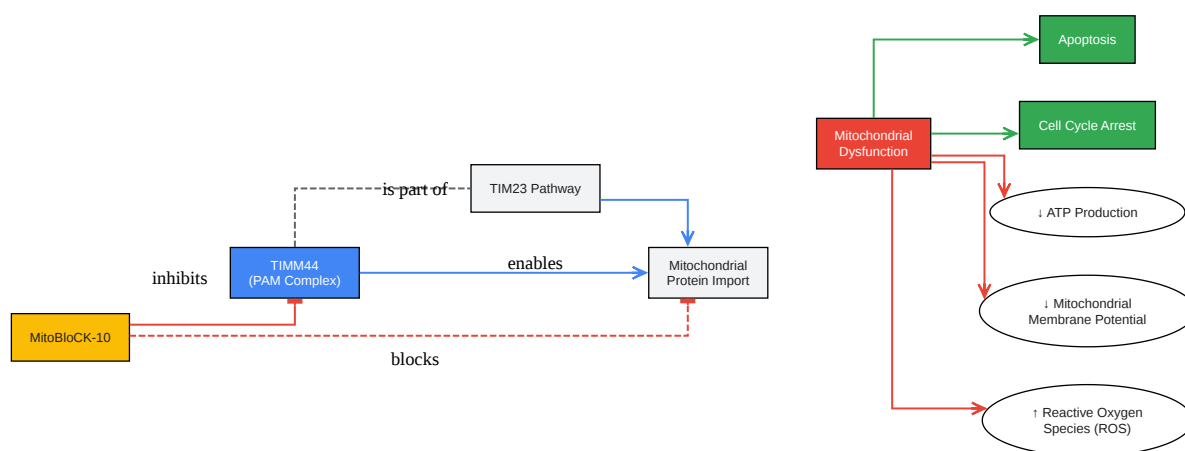 Apoptosis
Cell Cycle Arrest
Mitochondrial
Dysfunction
is part of
TIM23 Pathway
↓ ATP Production
TIMM44
(PAM Complex)
enables
Mitochondrial
Protein Import
inhibits
↓ Mitochondrial
Membrane Potential
MitoBloCK-10
blocks
↑ Reactive Oxygen
Species (ROS)